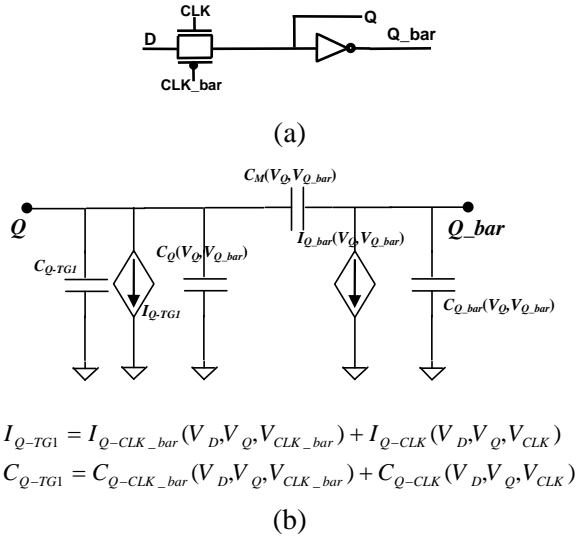 CLK
Q
D
Q_bar
CLK_bar
(a)
C_M(V_Q,V_Q_bar)
Q
Q_bar
I_Q_bar(V_Q,V_Q_bar)
C_Q-TG1
C_Q(V_Q,V_Q_bar)
I_Q-TG1
C_Q_bar(V_Q,V_Q_bar)
I_Q-TG1 = I_Q-CLK_bar(V_D,V_Q,V_CLK_bar) + I_Q-CLK(V_D,V_Q,V_CLK)
C_Q-TG1 = C_Q-CLK_bar(V_D,V_Q,V_CLK_bar) + C_Q-CLK(V_D,V_Q,V_CLK)
(b)